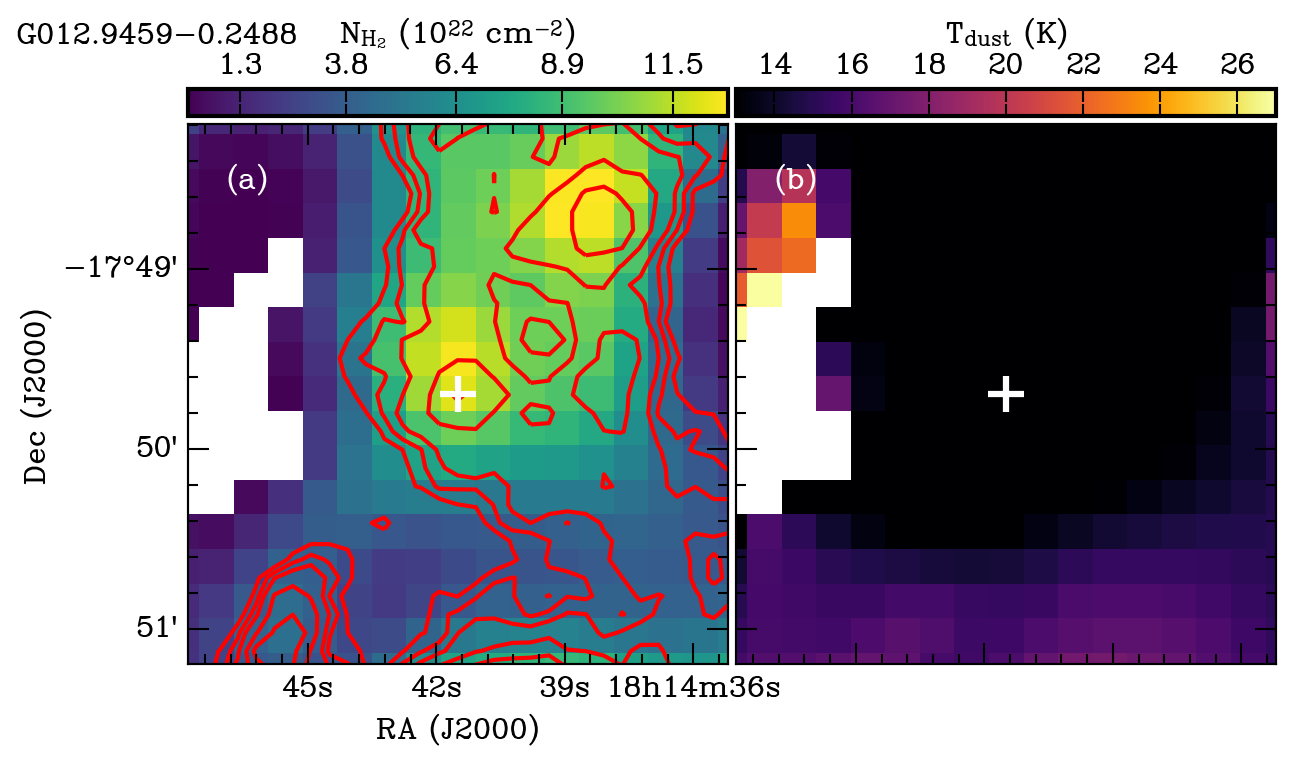 G012.9459−0.2488 N_H₂ (10²² cm⁻²) T_dust (K)
1.3 3.8 6.4 8.9 11.5 14 16 18 20 22 24 26
(a) (b)
−17°49'
50'
51'
Dec (J2000)
45s 42s 39s 18h14m36s
RA (J2000)